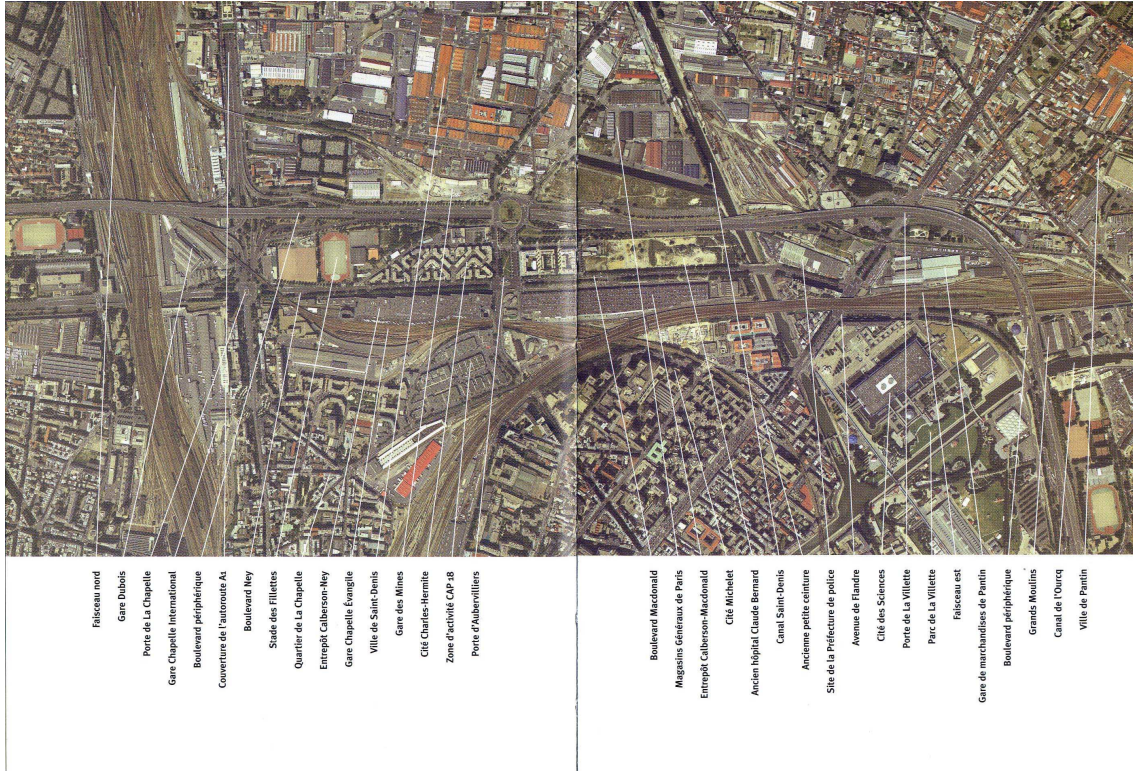 Faisceau nord
Gare Dubois
Porte de La Chapelle
Gare Chapelle International
Boulevard périphérique
Couverture de l'autoroute A1
Boulevard Ney
Stade des Fillettes
Quartier de La Chapelle
Entrepôt Calberson-Ney
Gare Chapelle Évangile
Ville de Saint-Denis
Gare des Mines
Cité Charles-Hermite
Zone d'activité CAP 18
Porte d'Aubervilliers
Boulevard Macdonald
Magasins Généraux de Paris
Entrepôt Calberson-Macdonald
Cité Michelet
Ancien hôpital Claude Bernard
Canal Saint-Denis
Ancienne petite ceinture
Site de la Préfecture de police
Avenue de Flandre
Cité des Sciences
Porte de La Villette
Parc de La Villette
Faisceau est
Gare de marchandises de Pantin
Boulevard périphérique
Grands Moulins
Canal de l'Ourcq
Ville de Pantin